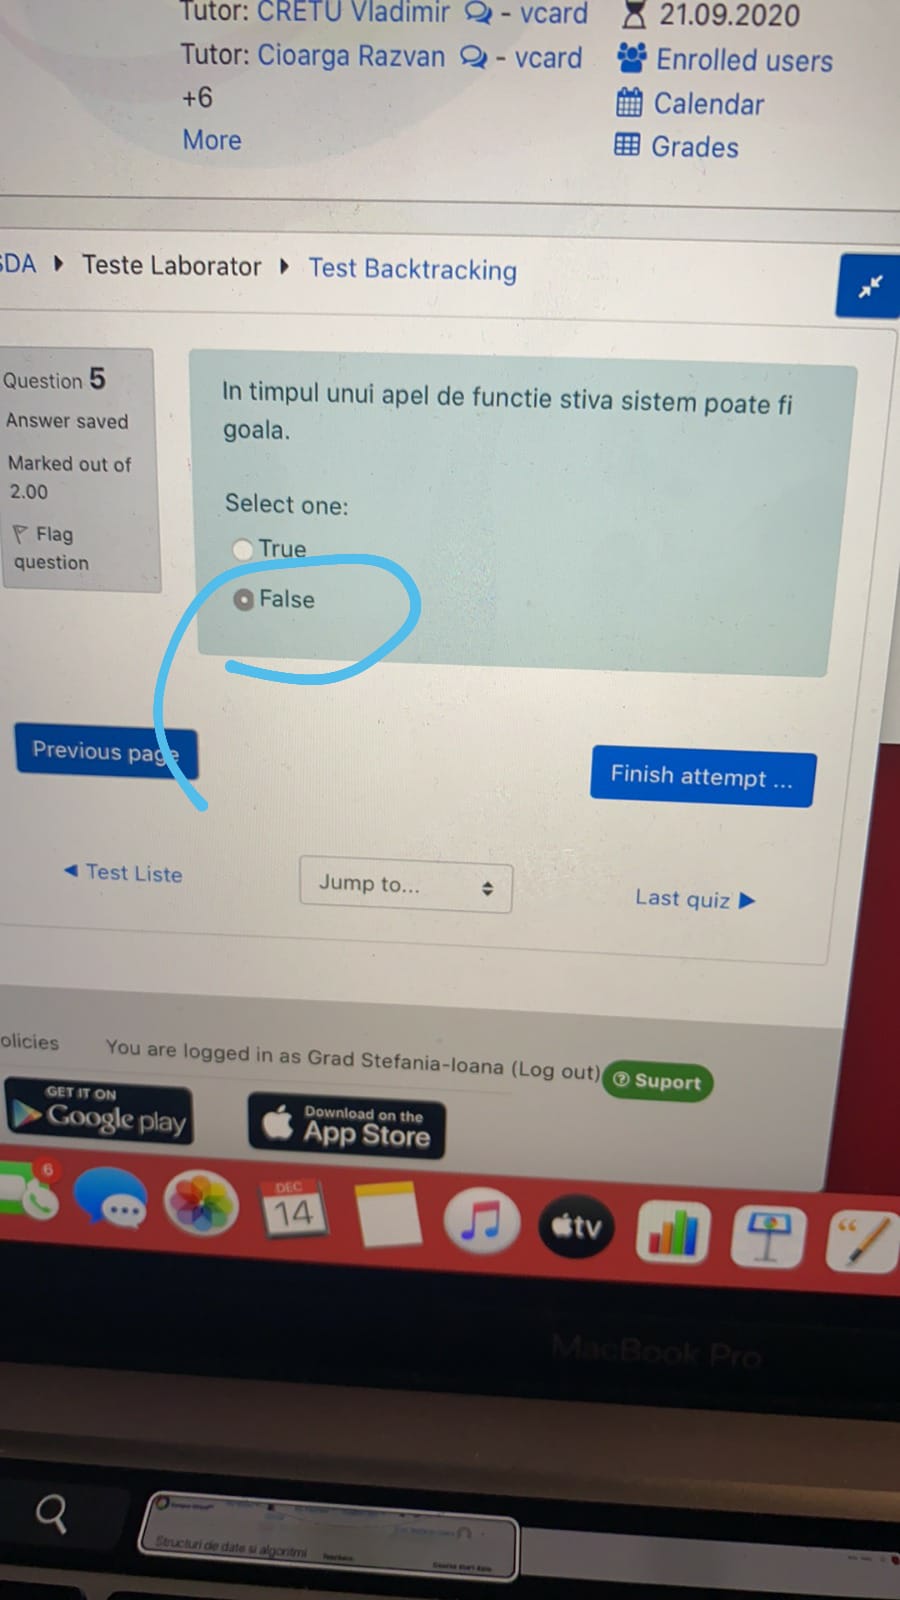 Tutor: CRETU Vladimir - vcard
21.09.2020
Tutor: Cioarga Razvan - vcard
Enrolled users
+6
Calendar
More
Grades
SDA Teste Laborator Test Backtracking
Question 5
Answer saved
Marked out of
2.00
Flag
question
In timpul unui apel de functie stiva sistem poate fi
goala.
Select one:
True
False
Previous page
Finish attempt ...
Test Liste
Jump to...
Last quiz
olicies
You are logged in as Grad Stefania-Ioana (Log out)
Suport
GET IT ON
Google play
Download on the
App Store
6
DEC
14
tv
MacBook Pro
Structuri de date si algoritmi